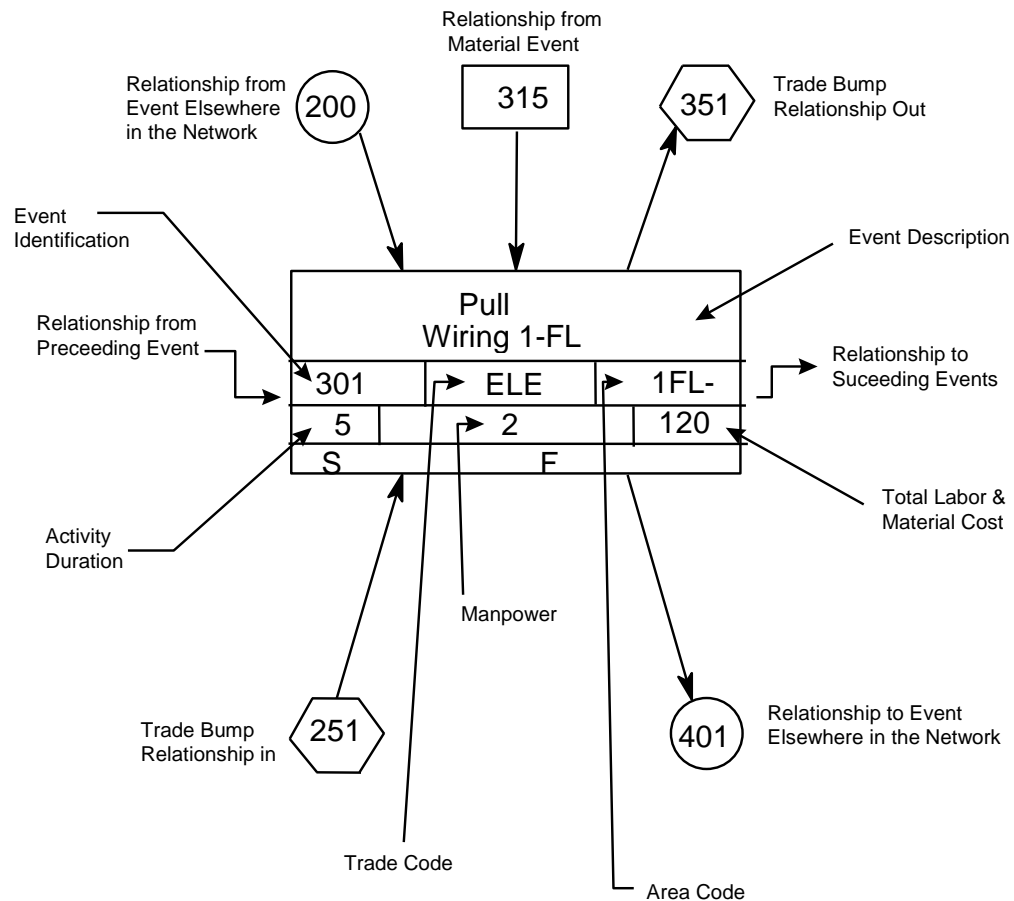 Relationship from
Material Event
Relationship from
Event Elsewhere
in the Network
200
315
351
Trade Bump
Relationship Out
Event
Identification
Event Description
Pull
Wiring 1-FL
Relationship from
Preceeding Event
301
ELE
1FL-
Relationship to
Suceeding Events
5
2
120
S
F
Total Labor &
Material Cost
Activity
Duration
Manpower
Trade Bump
Relationship in
251
401
Relationship to Event
Elsewhere in the Network
Trade Code
Area Code